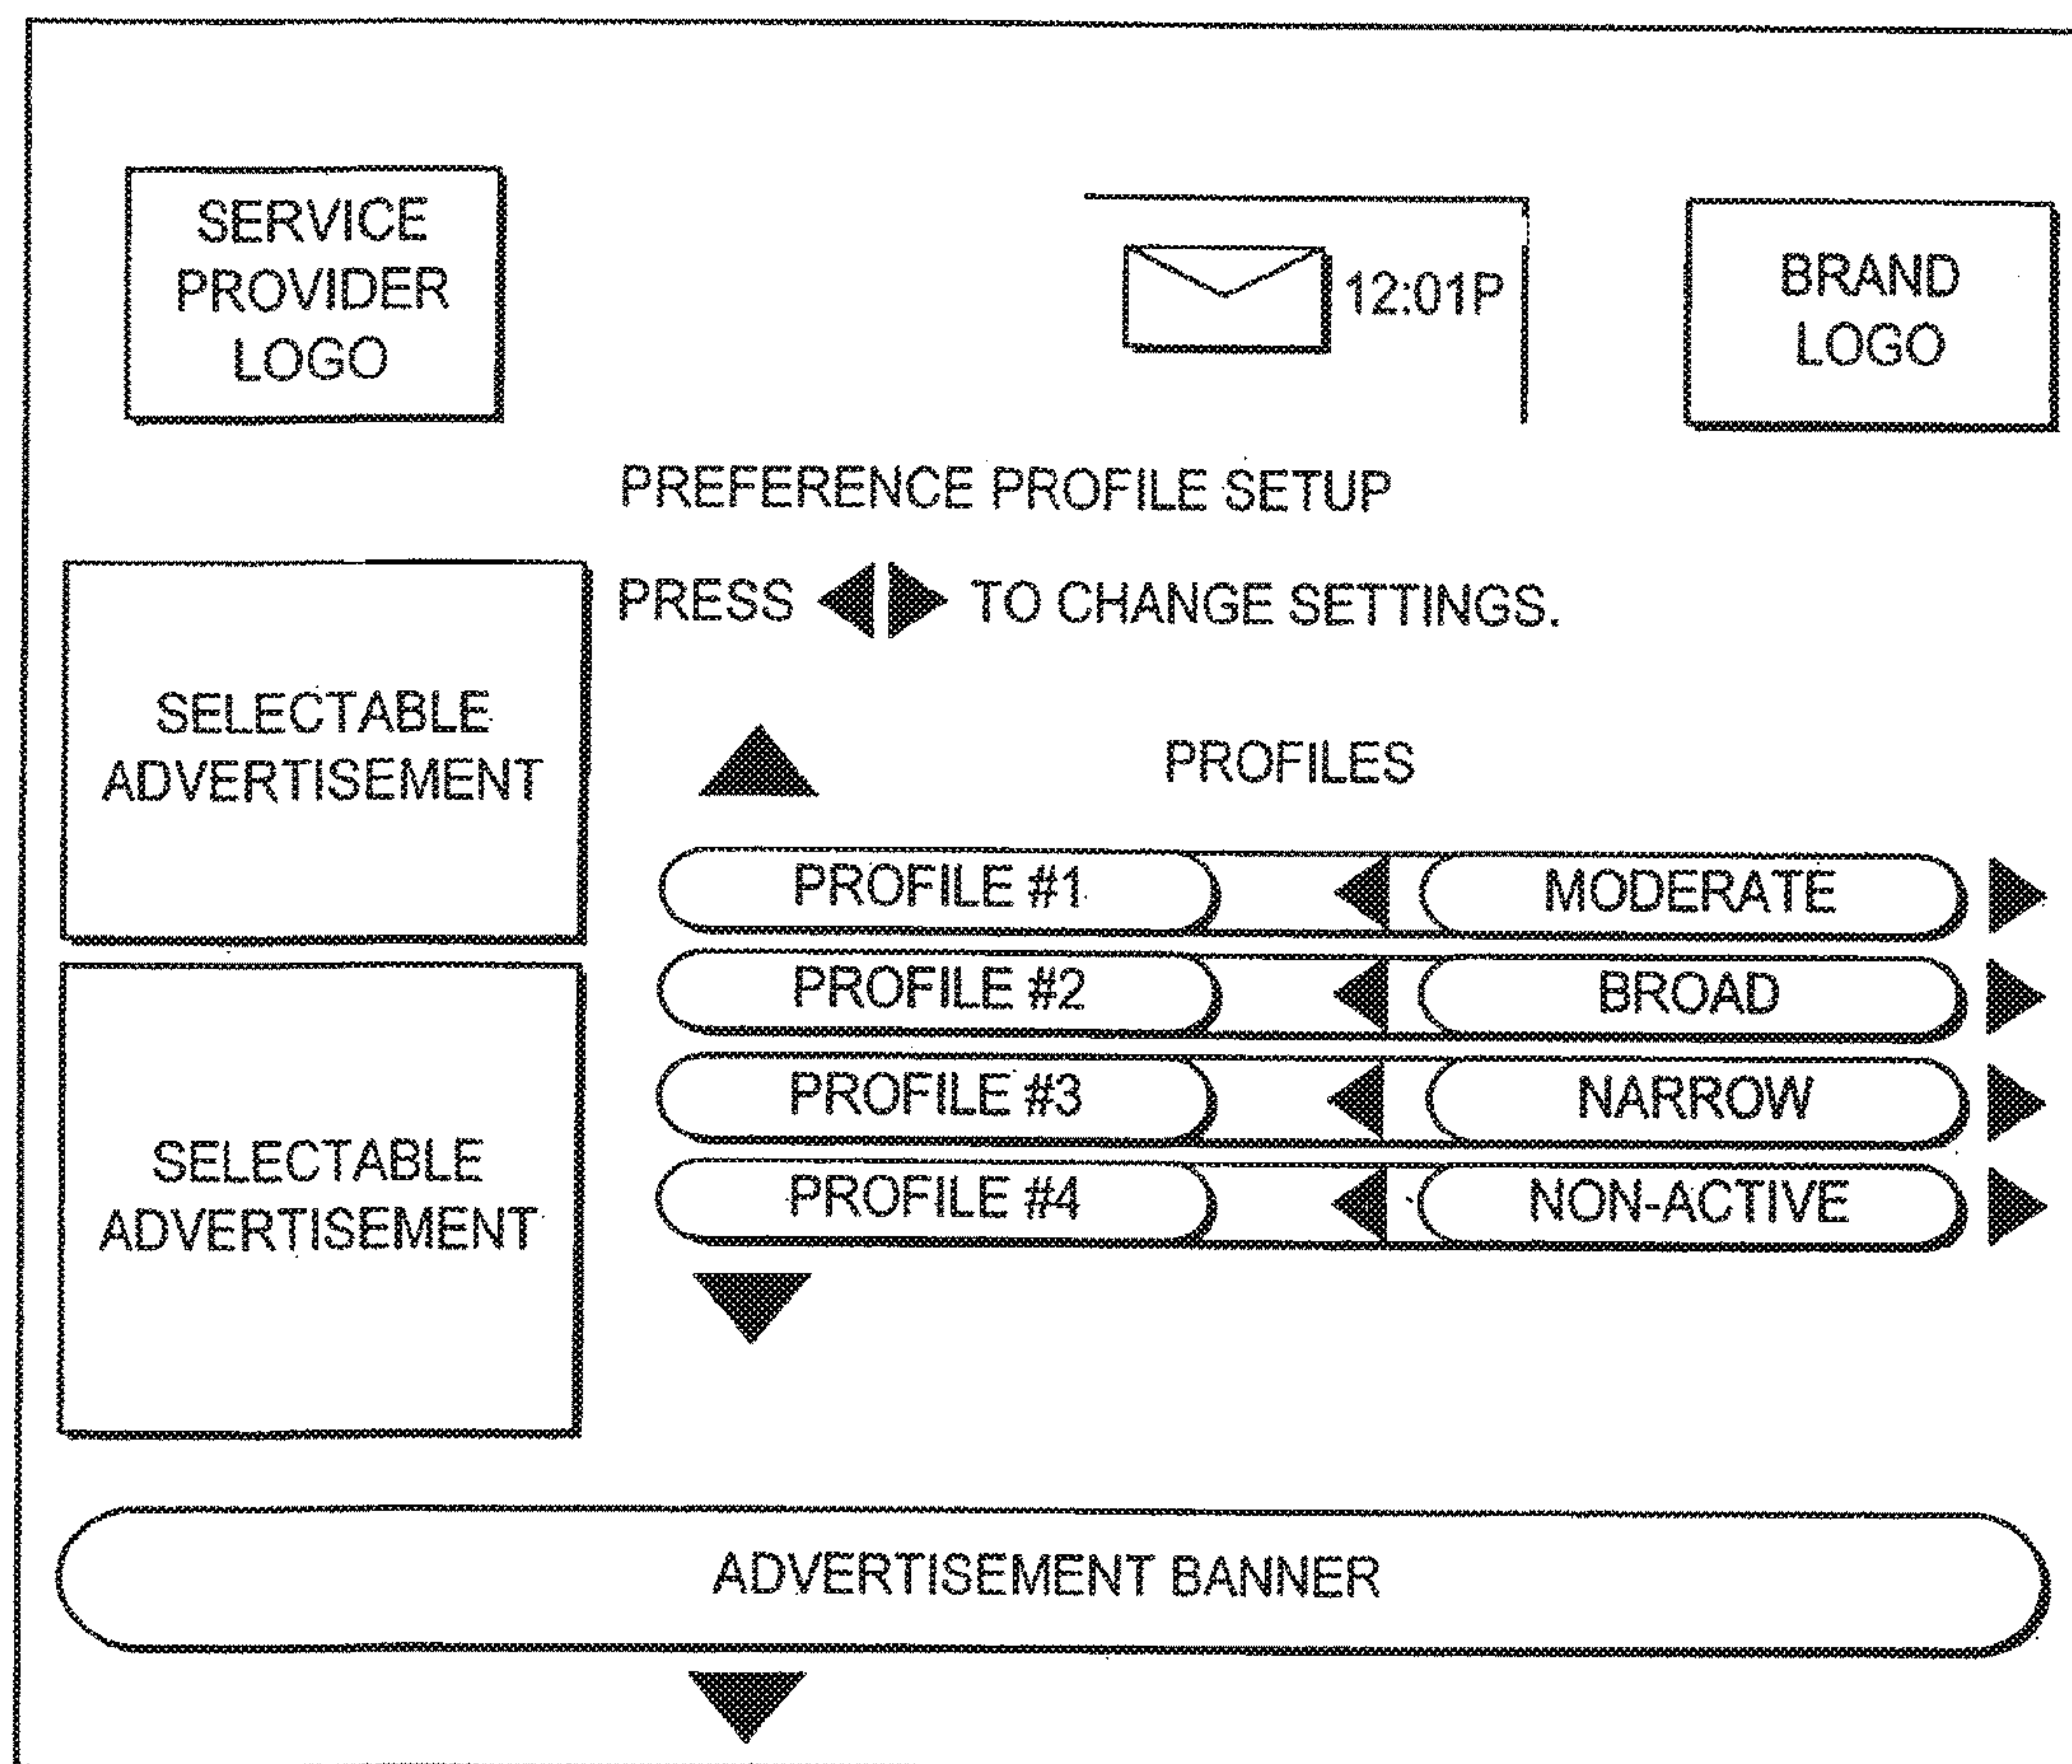 SERVICE
PROVIDER
LOGO
12:01P
BRAND
LOGO
PREFERENCE PROFILE SETUP
PRESS ◀▶ TO CHANGE SETTINGS.
SELECTABLE
ADVERTISEMENT
PROFILES
PROFILE #1 ◀ MODERATE ▶
PROFILE #2 ◀ BROAD ▶
PROFILE #3 ◀ NARROW ▶
PROFILE #4 ◀ NON-ACTIVE ▶
SELECTABLE
ADVERTISEMENT
ADVERTISEMENT BANNER